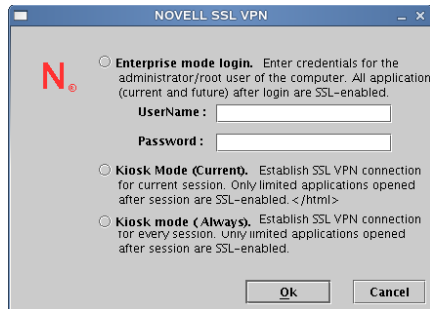 NOVELL SSL VPN
N®
Enterprise mode login. Enter credentials for the
administrator/root user of the computer. All application
(current and future) after login are SSL-enabled.
UserName :
Password :
Kiosk Mode (Current). Establish SSL VPN connection
for current session. Only limited applications opened
after session are SSL-enabled.</html>
Kiosk mode ( Always). Establish SSL VPN connection
for every session. Only limited applications opened
after session are SSL-enabled.
Ok Cancel